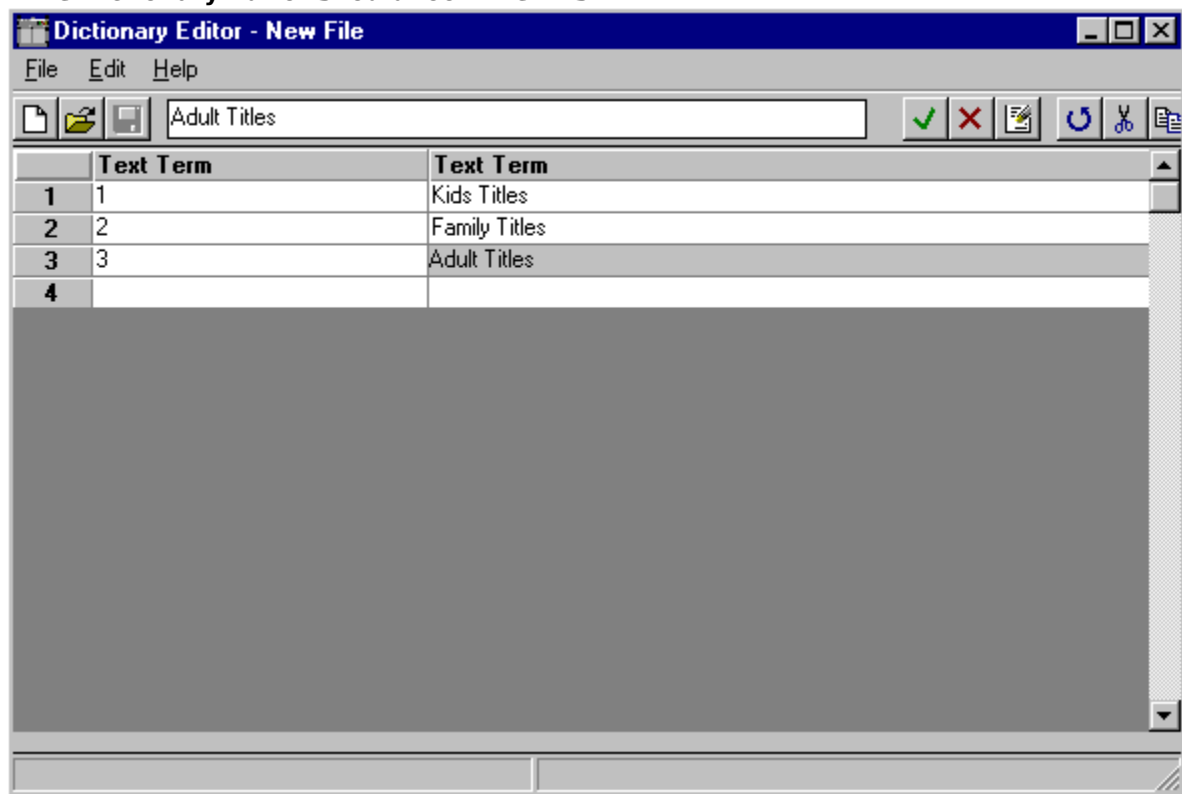 Dictionary Editor - New File
File Edit Help
Adult Titles
Text Term Text Term
1 1 Kids Titles
2 2 Family Titles
3 3 Adult Titles
4